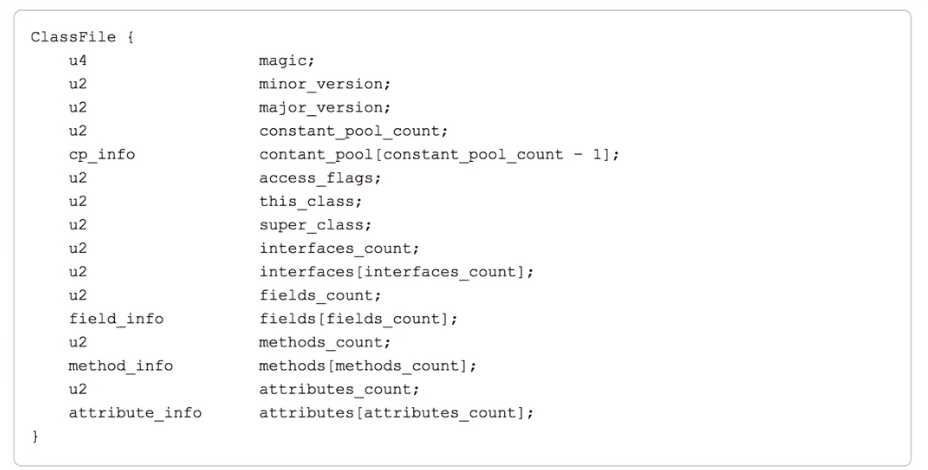 ClassFile {
u4 magic;
u2 minor_version;
u2 major_version;
u2 constant_pool_count;
cp_info contant_pool[constant_pool_count - 1];
u2 access_flags;
u2 this_class;
u2 super_class;
u2 interfaces_count;
u2 interfaces[interfaces_count];
u2 fields_count;
field_info fields[fields_count];
u2 methods_count;
method_info methods[methods_count];
u2 attributes_count;
attribute_info attributes[attributes_count];
}